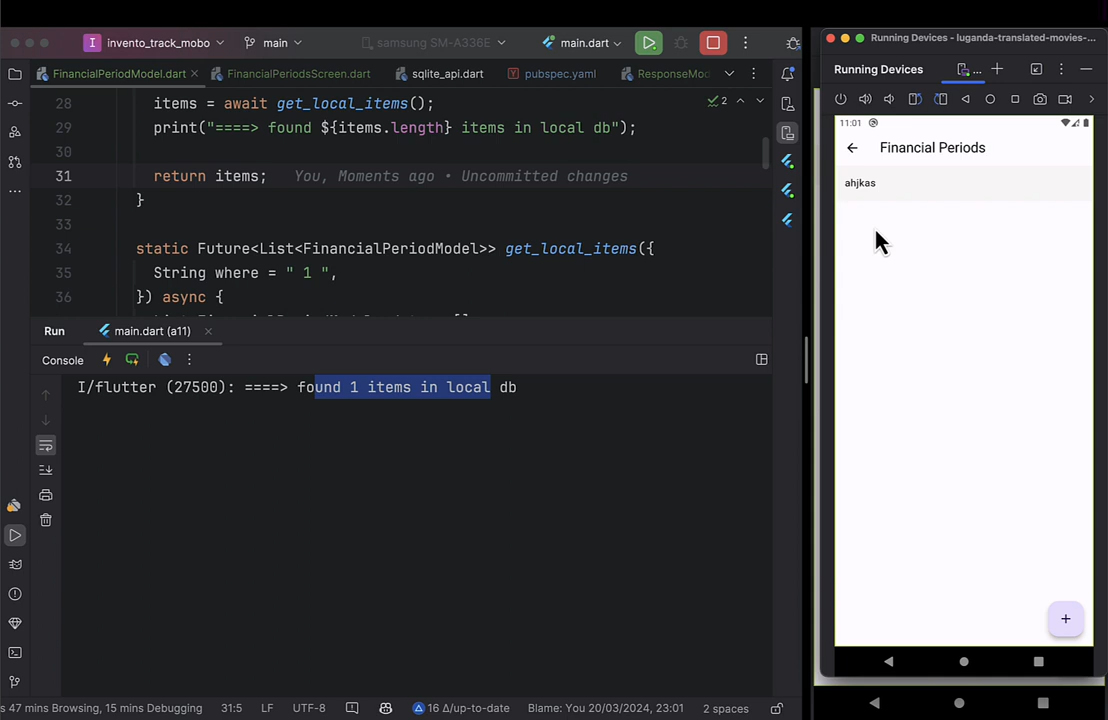 invento_track_mobo
main
samsung SM-A336E
main.dart
FinancialPeriodModel.dart
FinancialPeriodsScreen.dart
sqlite_api.dart
pubspec.yaml
ResponseMod
28 items = await get_local_items();
29 print("====> found ${items.length} items in local db");
30
31 return items; You, Moments ago • Uncommitted changes
32 }
33
34 static Future<List<FinancialPeriodModel>> get_local_items({
35 String where = " 1 ",
36 }) async {
2
Run
main.dart (a11)
Console
I/flutter (27500): ====> found 1 items in local db
s 47 mins Browsing, 15 mins Debugging
31:5
LF
UTF-8
16 Δ/up-to-date
Blame: You 20/03/2024, 23:01
2 spaces
Running Devices - luganda-translated-movies-...
Running Devices
...
11:01
Financial Periods
ahjkas
+